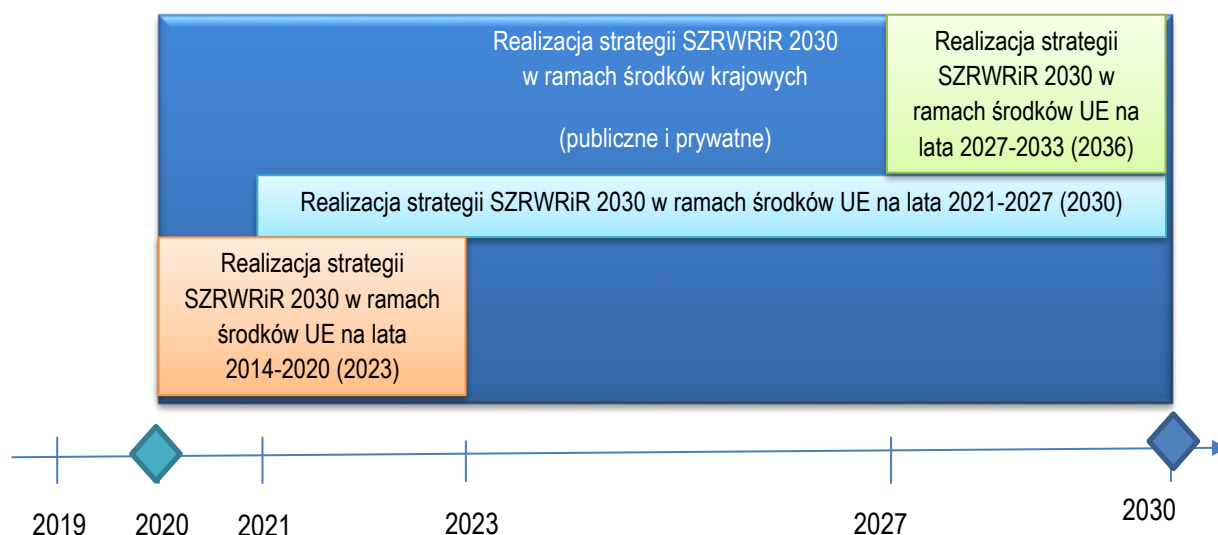 Realizacja strategii SZRWRiR 2030
w ramach środków krajowych
(publiczne i prywatne)
Realizacja strategii
SZRWRiR 2030 w
ramach środków UE na
lata 2027-2033 (2036)
Realizacja strategii SZRWRiR 2030 w ramach środków UE na lata 2021-2027 (2030)
Realizacja strategii
SZRWRiR 2030 w ramach
środków UE na lata
2014-2020 (2023)
2019
2020
2021
2023
2027
2030